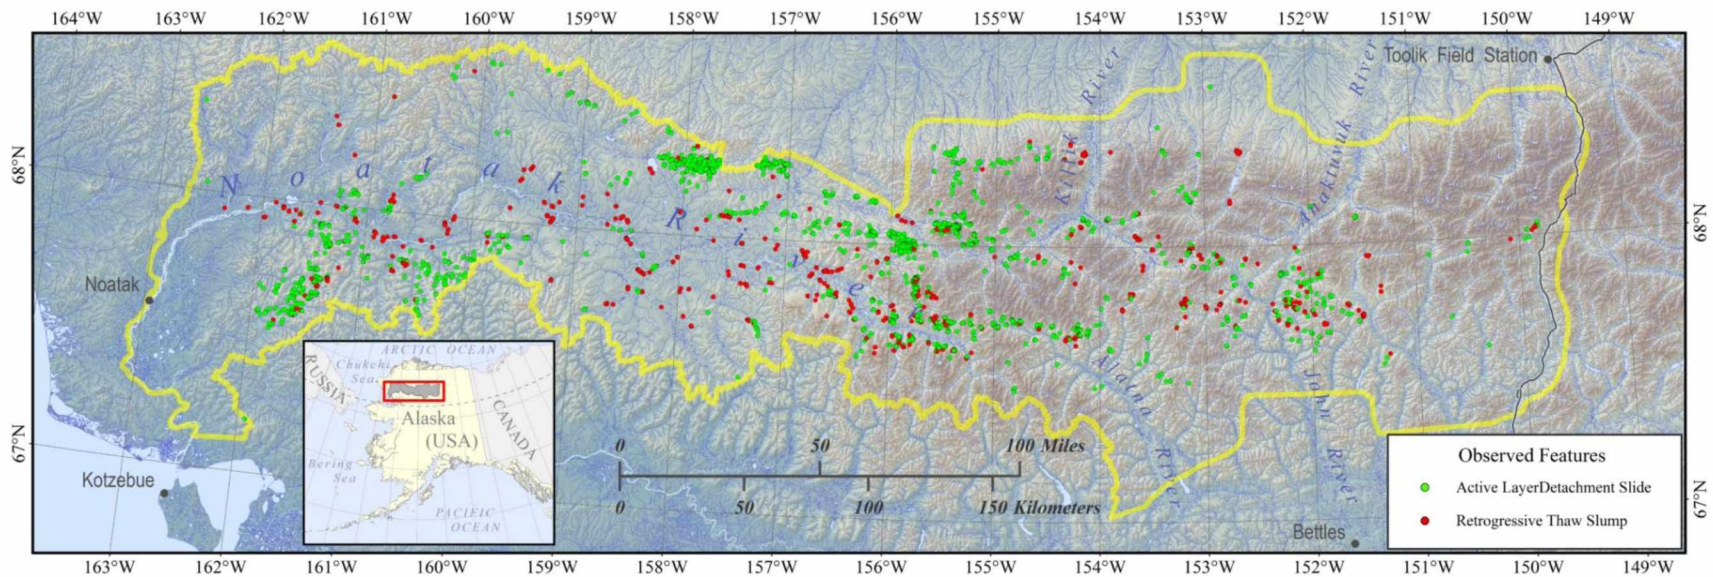 164°W 163°W 162°W 161°W 160°W 159°W 158°W 157°W 156°W 155°W 154°W 153°W 152°W 151°W 150°W 149°W
Toolik Field Station
68°N
68°N
Noatak
River
Killik
River
Anaktuvuk
River
Noatak
Alatna
River
John
River
67°N
67°N
Kotzebue
Bettles
ARCTIC OCEAN
Chukchi
Sea
RUSSIA
Alaska
(USA)
CANADA
Bering
Sea
PACIEIC
OCEAN
0 50 100 Miles
0 50 100 150 Kilometers
Observed Features
Active LayerDetachment Slide
Retrogressive Thaw Slump
163°W 162°W 161°W 160°W 159°W 158°W 157°W 156°W 155°W 154°W 153°W 152°W 151°W 150°W 149°W